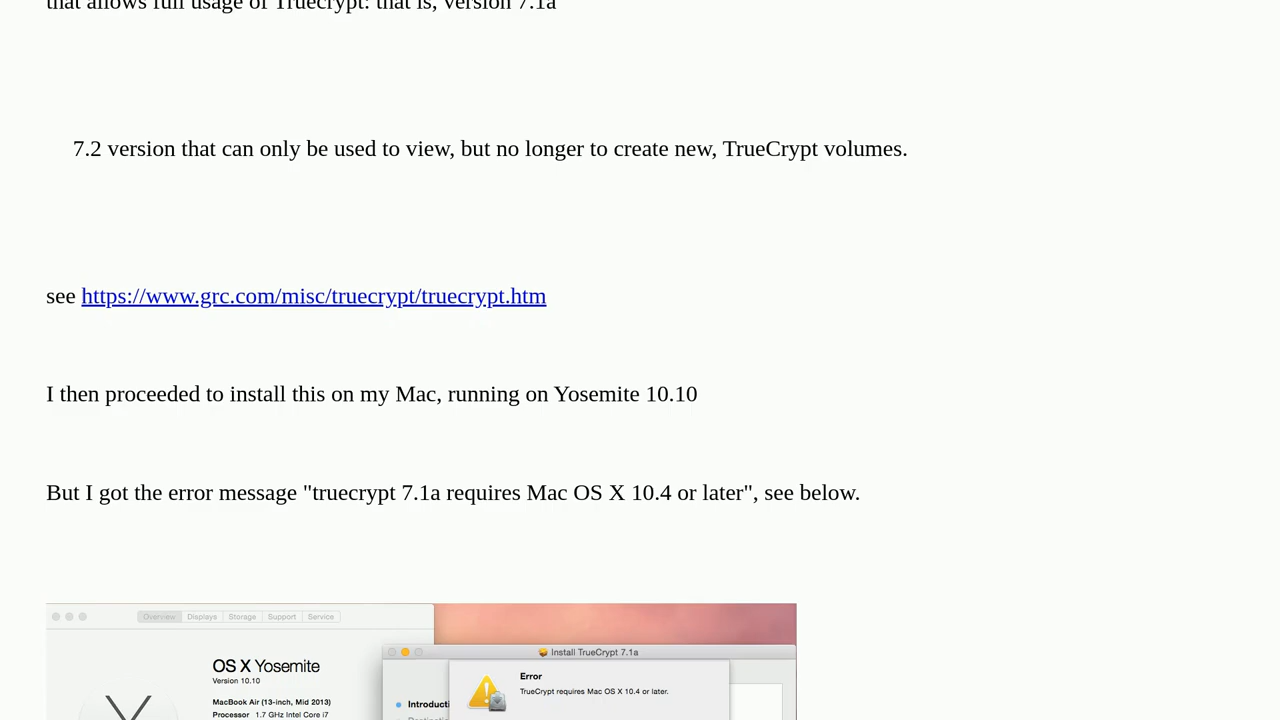 that allows full usage of Truecrypt: that is, version 7.1a
7.2 version that can only be used to view, but no longer to create new, TrueCrypt volumes.
see https://www.grc.com/misc/truecrypt/truecrypt.htm
I then proceeded to install this on my Mac, running on Yosemite 10.10
But I got the error message "truecrypt 7.1a requires Mac OS X 10.4 or later", see below.
Overview Displays Storage Support Service
Install TrueCrypt 7.1a
OS X Yosemite
Version 10.10
Error
TrueCrypt requires Mac OS X 10.4 or later.
MacBook Air (13-inch, Mid 2013)
Introducti
Processor 1.7 GHz Intel Core i7